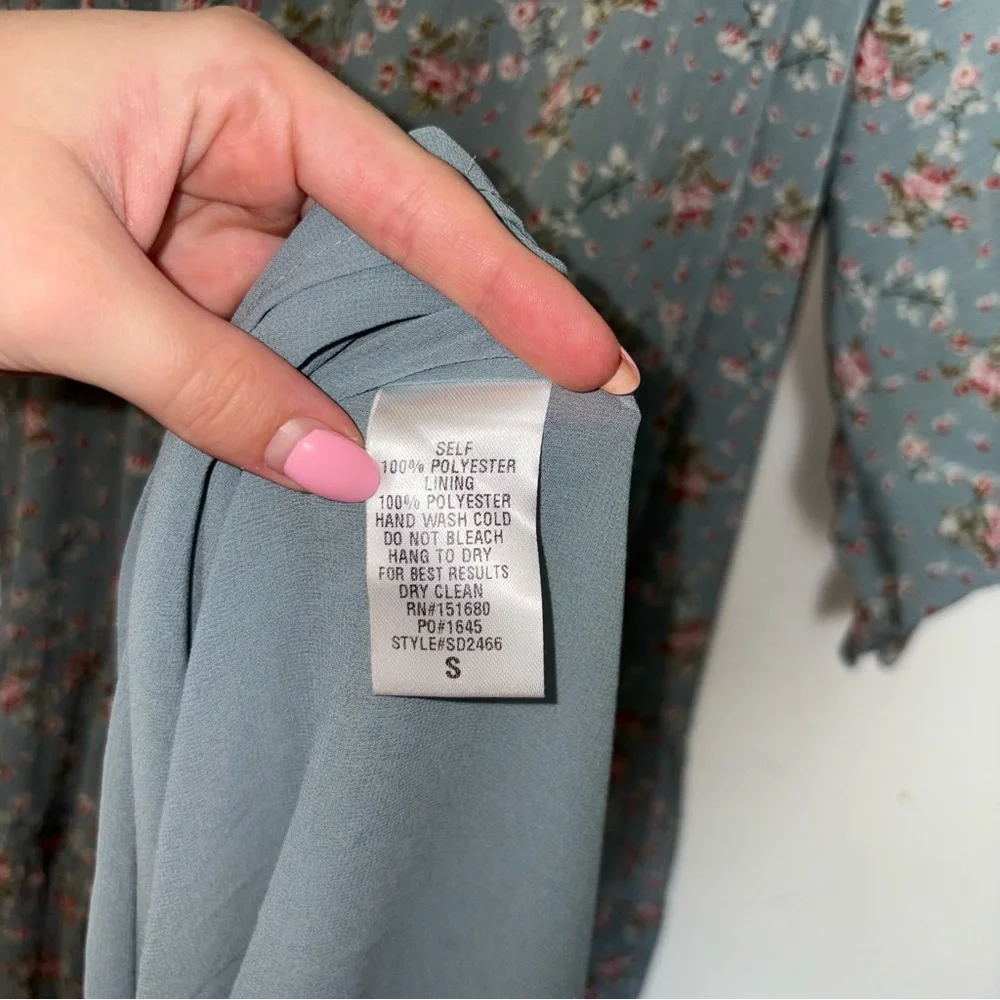 SELF
100% POLYESTER
LINING
100% POLYESTER
HAND WASH COLD
DO NOT BLEACH
HANG TO DRY
FOR BEST RESULTS
DRY CLEAN
RN#151680
PO#1645
STYLE#SD2466
S